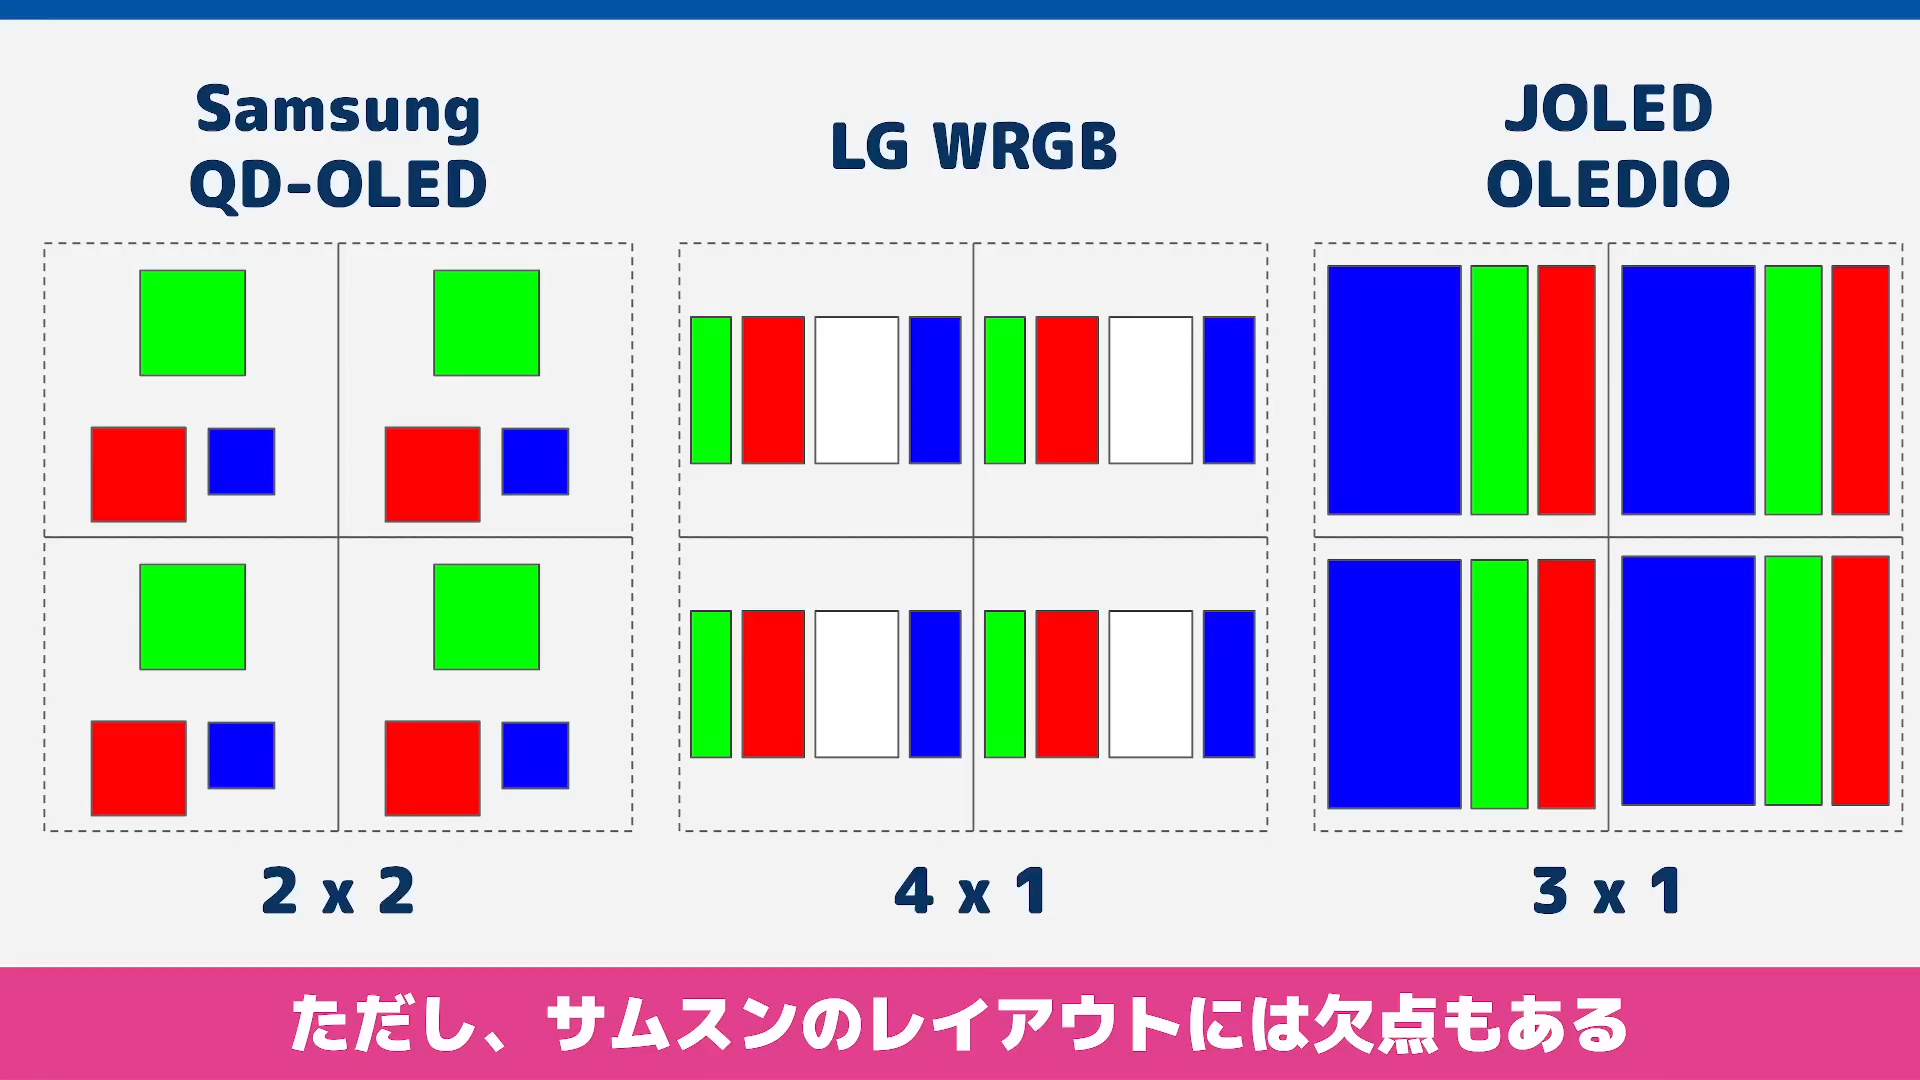 Samsung
QD-OLED
LG WRGB
JOLED
OLEDIO
2 x 2
4 x 1
3 x 1
ただし、サムスンのレイアウトには欠点もある